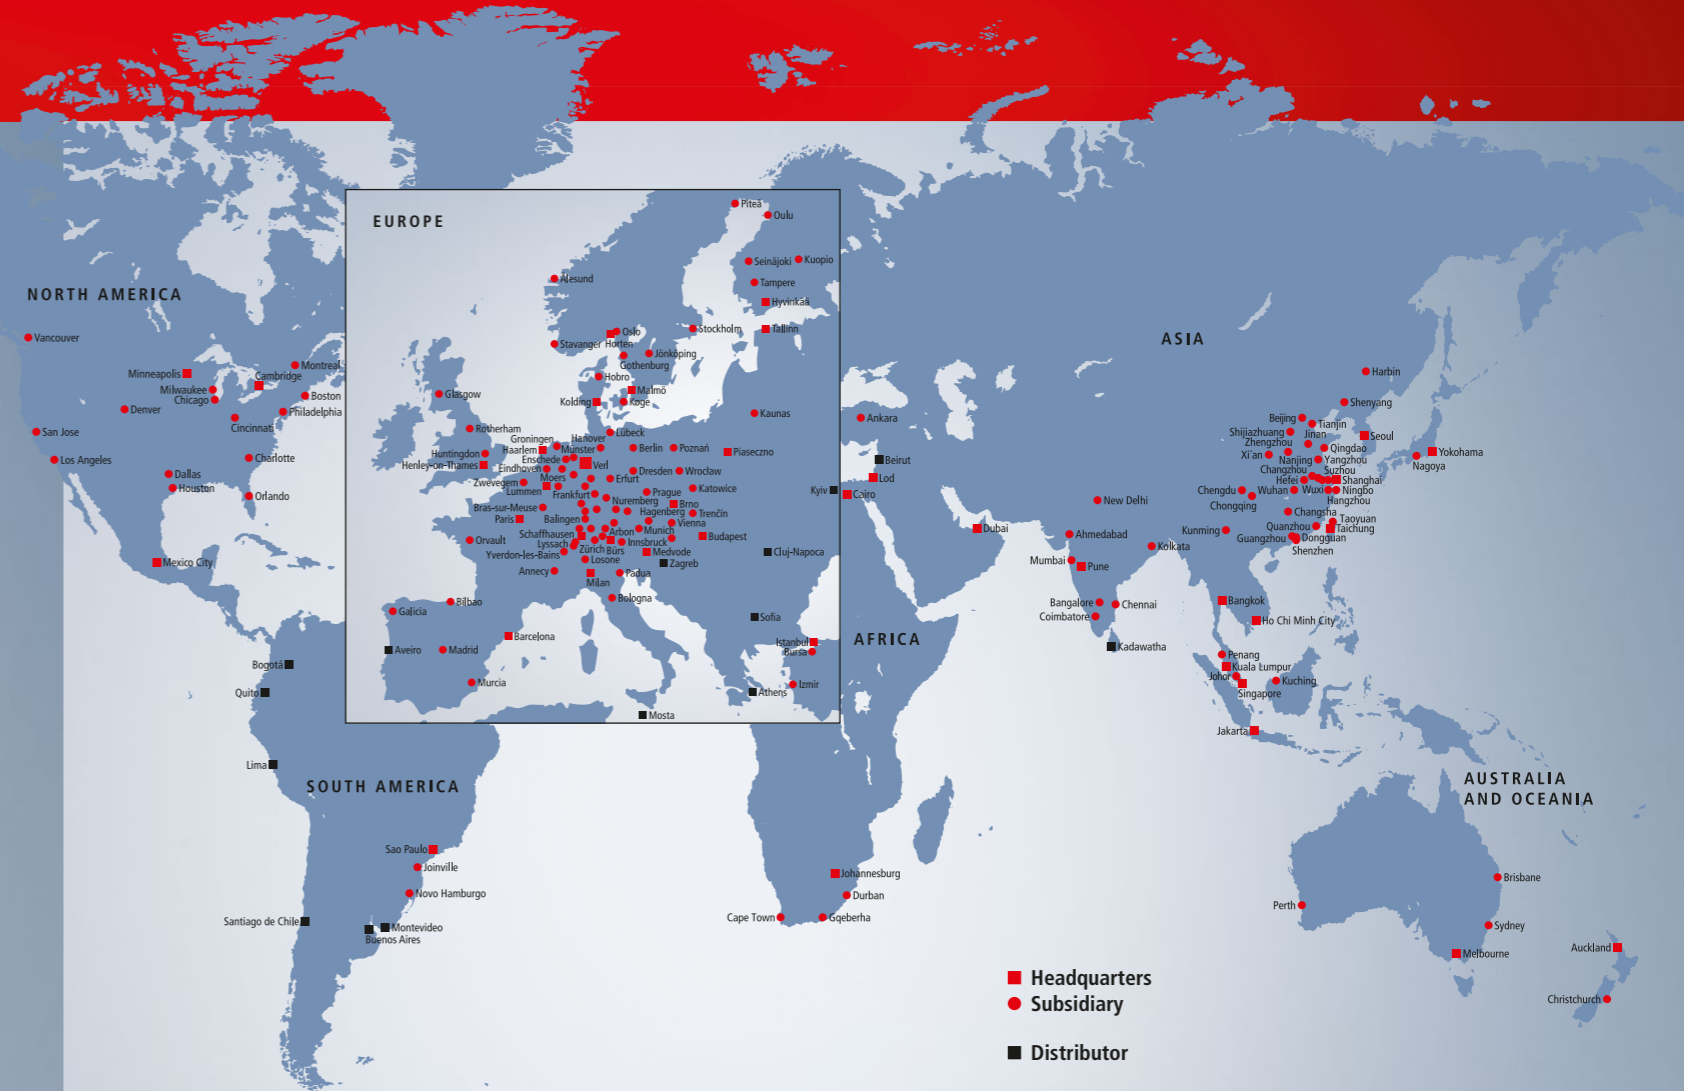 EUROPE
Piteå
Oulu
Seinäjoki
Kuopio
Tampere
Hyvinkää
Tallinn
Ålesund
Oslo
Stavanger
Horten
Stockholm
Jönköping
Gothenburg
Hobro
Malmö
Kolding
Køge
Glasgow
Kaunas
Rotherham
Groningen
Hanover
Lübeck
Haarlem
Münster
Berlin
Poznań
Piaseczno
Huntingdon
Enschede
Verl
Henley-on-Thames
Eindhoven
Dresden
Wrocław
Moers
Erfurt
Zwevegem
Lummen
Frankfurt
Prague
Katowice
Kyiv
Nuremberg
Brno
Bras-sur-Meuse
Hagenberg
Trenčín
Paris
Balingen
Vienna
Schaffhausen
Arbon
Munich
Budapest
Orvault
Lyssach
Zürich
Bürs
Innsbruck
Yverdon-les-Bains
Medvode
Cluj-Napoca
Losone
Zagreb
Annecy
Milan
Padua
Bilbao
Bologna
Galicia
Sofia
Barcelona
Istanbul
Aveiro
Madrid
Bursa
Murcia
Izmir
Athens
Mosta
NORTH AMERICA
Vancouver
Minneapolis
Montreal
Cambridge
Milwaukee
Chicago
Boston
Denver
Philadelphia
Cincinnati
San Jose
Los Angeles
Charlotte
Dallas
Houston
Orlando
Mexico City
Bogotá
Quito
Lima
SOUTH AMERICA
Sao Paulo
Joinville
Novo Hamburgo
Santiago de Chile
Montevideo
Buenos Aires
AFRICA
Cairo
Johannesburg
Durban
Cape Town
Gqeberha
ASIA
Ankara
Beirut
Lod
Dubai
Harbin
Shenyang
Beijing
Tianjin
Shijiazhuang
Jinan
Seoul
Zhengzhou
Qingdao
Yokohama
Xi´an
Nanjing
Yangzhou
Nagoya
Changzhou
Suzhou
Hefei
Shanghai
Chengdu
Wuhan
Wuxi
Ningbo
Chongqing
Hangzhou
New Delhi
Changsha
Taoyuan
Quanzhou
Taichung
Kunming
Guangzhou
Dongguan
Shenzhen
Ahmedabad
Kolkata
Mumbai
Pune
Bangalore
Chennai
Coimbatore
Kadawatha
Bangkok
Ho Chi Minh City
Penang
Kuala Lumpur
Johor
Kuching
Singapore
Jakarta
AUSTRALIA
AND OCEANIA
Brisbane
Perth
Sydney
Melbourne
Auckland
Christchurch
Headquarters
Subsidiary
Distributor